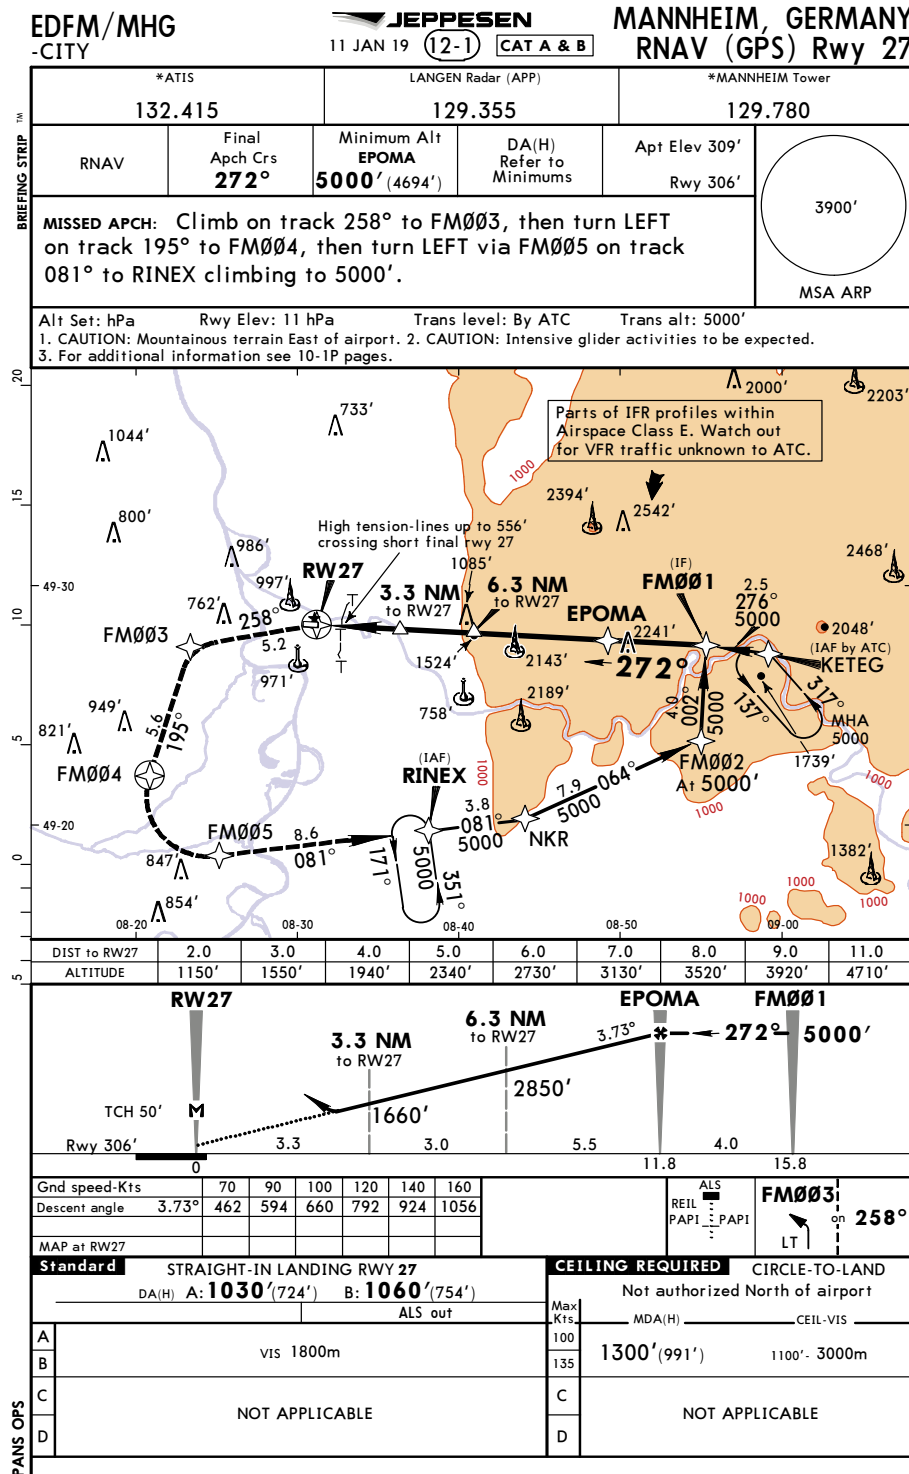 EDFM/MHG
-CITY
JEPPESEN
11 JAN 19 12-1 CAT A & B
MANNHEIM, GERMANY
RNAV (GPS) Rwy 27
BRIEFING STRIP TM
*ATIS
132.415
LANGEN Radar (APP)
129.355
*MANNHEIM Tower
129.780
RNAV
Final
Apch Crs
272°
Minimum Alt
EPOMA
5000' (4694')
DA(H)
Refer to
Minimums
Apt Elev 309'
Rwy 306'
3900'
MSA ARP
MISSED APCH: Climb on track 258° to FMØØ3, then turn LEFT
on track 195° to FMØØ4, then turn LEFT via FMØØ5 on track
081° to RINEX climbing to 5000'.
Alt Set: hPa Rwy Elev: 11 hPa Trans level: By ATC Trans alt: 5000'
1. CAUTION: Mountainous terrain East of airport. 2. CAUTION: Intensive glider activities to be expected.
3. For additional information see 10-1P pages.
20
15
10
5
0
5
49-30
49-20
08-20
08-30
08-40
08-50
09-00
Parts of IFR profiles within
Airspace Class E. Watch out
for VFR traffic unknown to ATC.
2000'
2203'
733'
1044'
1000
2394'
2542'
800'
986'
High tension-lines up to 556'
crossing short final rwy 27
997'
RW27
1085'
3.3 NM
to RW27
6.3 NM
to RW27
(IF)
FMØØ1
2468'
2.5
276°
5000
762'
258°
5.2
FMØØ3
EPOMA
2241'
2048'
(IAF by ATC)
KETEG
971'
1524'
2143'
272°
317°
137°
MHA
5000
949'
821'
5.6
195°
758'
2189'
4.0
002°
5000
1739'
FMØØ4
(IAF)
RINEX
1000
FMØØ2
At 5000'
1000
1000
7.9
5000
064°
3.8
081°
5000
NKR
FMØØ5
8.6
081°
171°
5000
351°
847'
854'
1382'
1000
1000
1000
DIST to RW27 2.0 3.0 4.0 5.0 6.0 7.0 8.0 9.0 11.0
ALTITUDE 1150' 1550' 1940' 2340' 2730' 3130' 3520' 3920' 4710'
RW27
3.3 NM
to RW27
6.3 NM
to RW27
EPOMA
FMØØ1
3.73°
272° 5000'
2850'
1660'
TCH 50'
M
Rwy 306'
3.3 3.0 5.5 4.0
0 11.8 15.8
Gnd speed-Kts 70 90 100 120 140 160
Descent angle 3.73° 462 594 660 792 924 1056
MAP at RW27
ALS
REIL
PAPI PAPI
FMØØ3
LT
on 258°
Standard STRAIGHT-IN LANDING RWY 27
DA(H) A: 1030' (724') B: 1060' (754')
ALS out
CEILING REQUIRED CIRCLE-TO-LAND
Not authorized North of airport
Max
Kts MDA(H) CEIL-VIS
A
B
VIS 1800m
100
135
1300' (991') 1100'- 3000m
C
D
NOT APPLICABLE
C
D
NOT APPLICABLE
PANS OPS